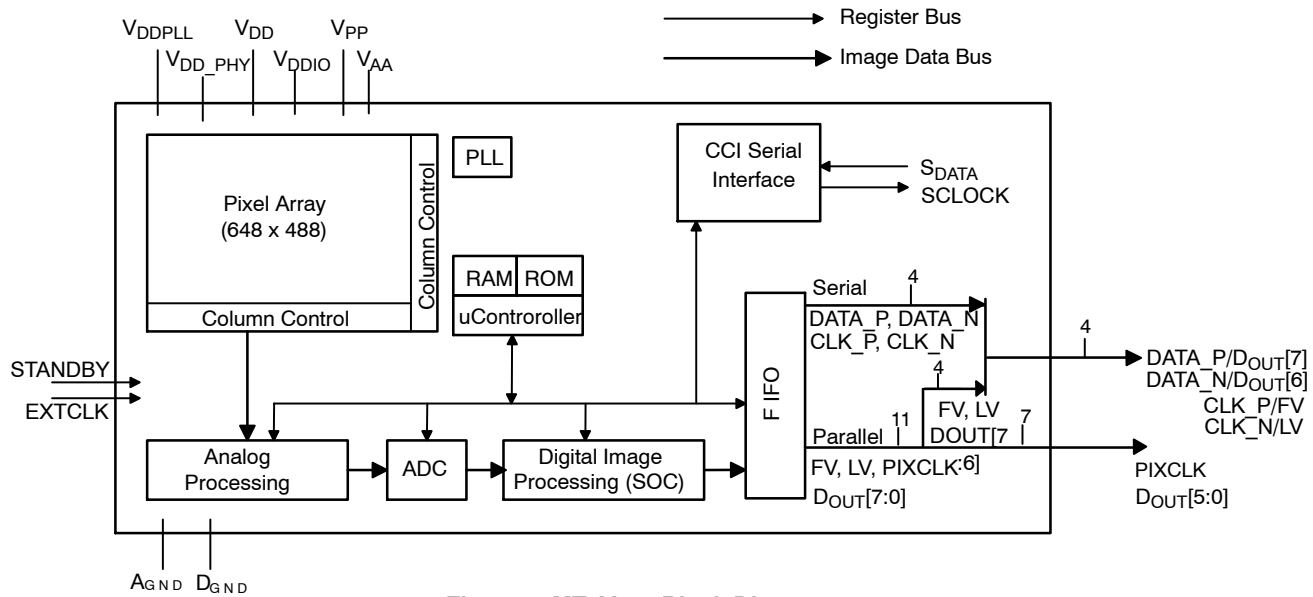 Register Bus
Image Data Bus
VDDPLL
VDD
VPP
VDD_PHY
VDDIO
VAA
Pixel Array
(648 x 488)
Column Control
Column Control
PLL
CCI Serial
Interface
SDATA
SCLOCK
RAM
ROM
uControroller
STANDBY
EXTCLK
Analog
Processing
ADC
Digital Image
Processing (SOC)
F IFO
Serial
4
DATA_P, DATA_N
CLK_P, CLK_N
4
FV, LV
DOUT[7
:6]
Parallel
11
7
FV, LV, PIXCLK
DOUT[7:0]
4
DATA_P/DOUT[7]
DATA_N/DOUT[6]
CLK_P/FV
CLK_N/LV
PIXCLK
DOUT[5:0]
AGND
DGND